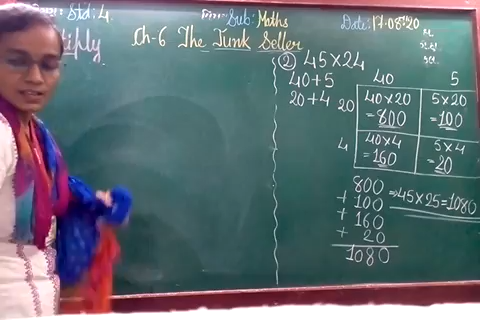 Std: 4
Sub: Maths
Date: 17.08.20
Ch-6 The Junk Seller
② 45×24
40+5
20+4
40 5
20 40×20 =800 5×20 =100
4 40×4 =160 5×4 =20
800
+ 100
+ 160
+ 20
1080
⇒45×25=1080